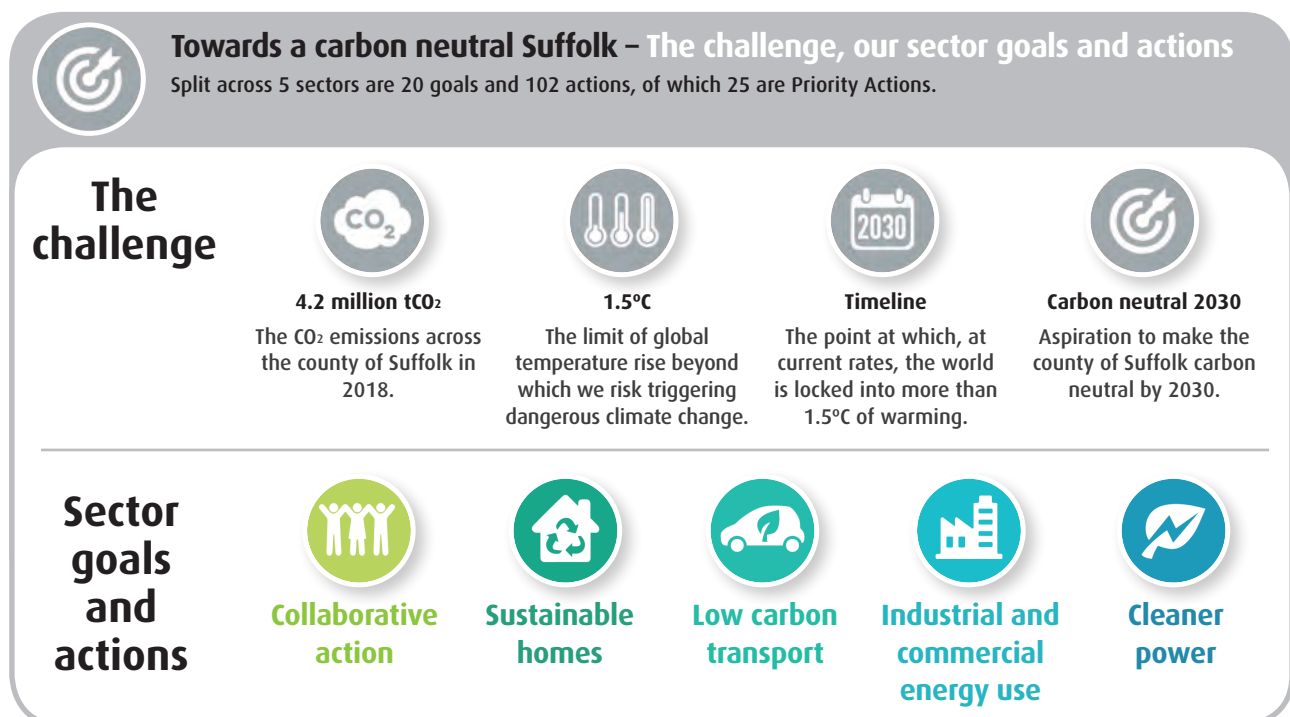 Towards a carbon neutral Suffolk – The challenge, our sector goals and actions
Split across 5 sectors are 20 goals and 102 actions, of which 25 are Priority Actions.
The
challenge
CO₂
4.2 million tCO₂
The CO₂ emissions across
the county of Suffolk in
2018.
1.5ºC
The limit of global
temperature rise beyond
which we risk triggering
dangerous climate change.
2030
Timeline
The point at which, at
current rates, the world
is locked into more than
1.5ºC of warming.
Carbon neutral 2030
Aspiration to make the
county of Suffolk carbon
neutral by 2030.
Sector
goals
and
actions
Collaborative
action
Sustainable
homes
Low carbon
transport
Industrial and
commercial
energy use
Cleaner
power